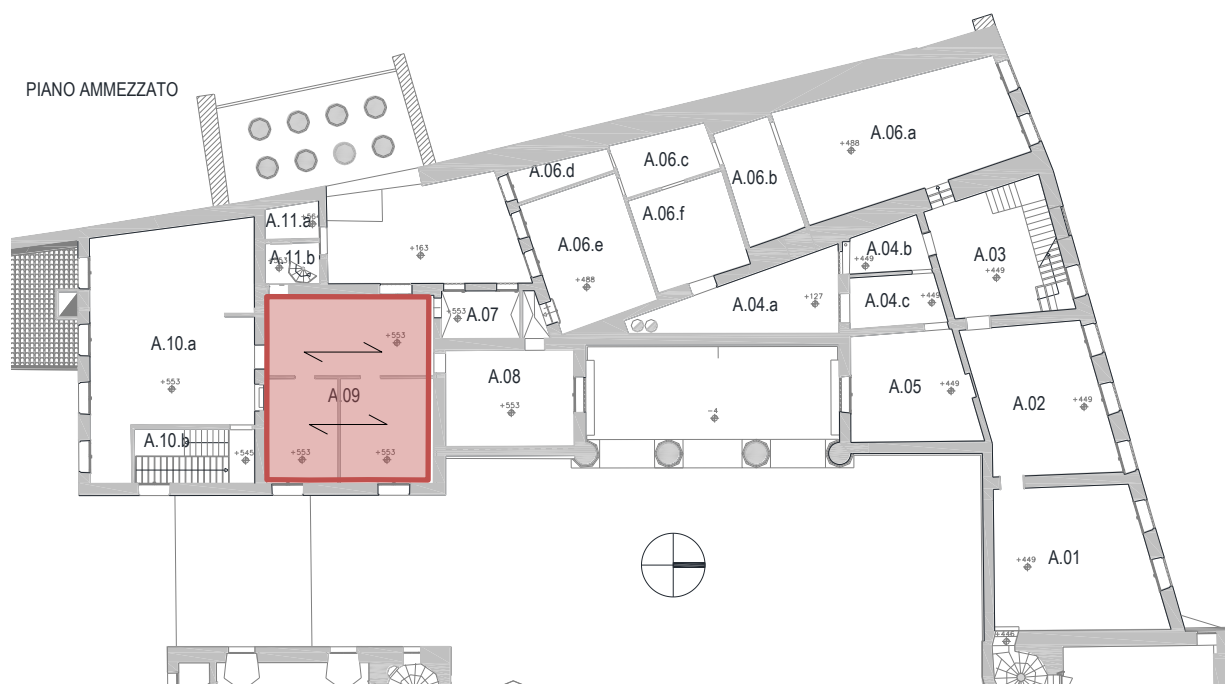 PIANO AMMEZZATO
A.06.a
+488
A.06.c
A.06.d
A.06.b
A.06.f
A.11.a
+56
A.04.b
+449
A.03
+449
A.06.e
+488
+163
A.11.b
+553
A.04.c
+449
A.04.a
+127
A.07
+553
+553
A.10.a
+553
A.08
+553
A.05
+449
A.09
A.02
+449
-4
A.10.b
+545
+553
+553
A.01
+449
+446